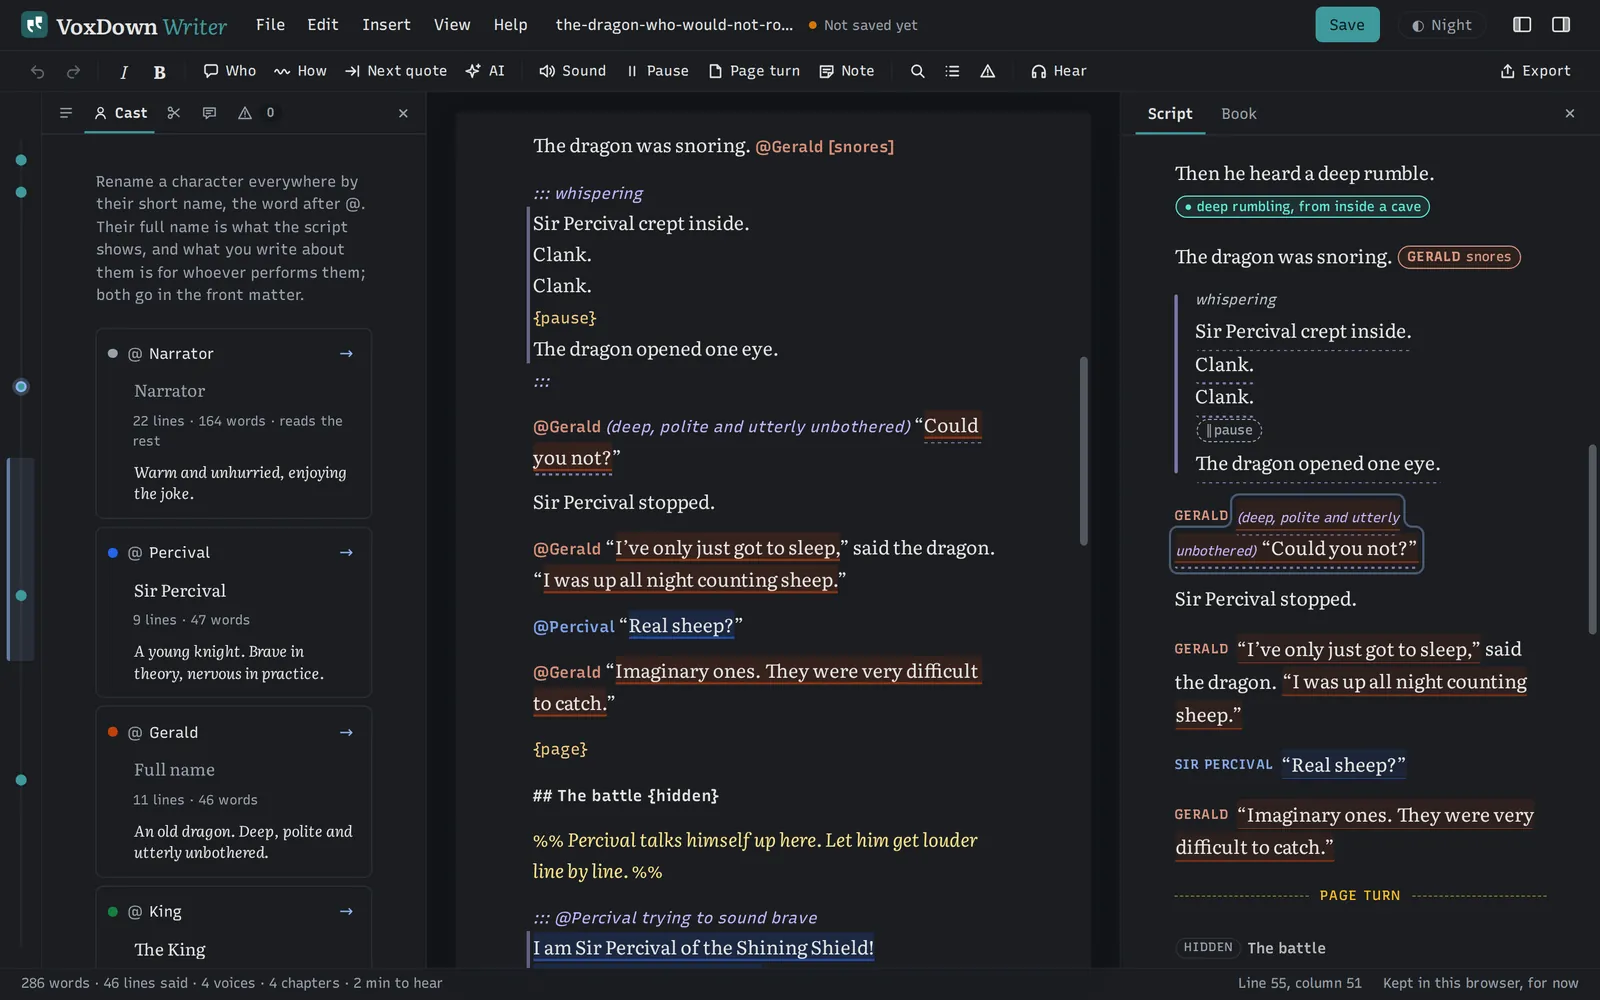 VoxDown Writer File Edit Insert View Help the-dragon-who-would-not-ro… Not saved yet Save Night
I B Who How Next quote AI Sound Pause Page turn Note Hear Export
Cast 0
Rename a character everywhere by
their short name, the word after @.
Their full name is what the script
shows, and what you write about
them is for whoever performs them;
both go in the front matter.
@ Narrator →
Narrator
22 lines · 164 words · reads the
rest
Warm and unhurried, enjoying
the joke.
@ Percival →
Sir Percival
9 lines · 47 words
A young knight. Brave in
theory, nervous in practice.
@ Gerald →
Full name
11 lines · 46 words
An old dragon. Deep, polite and
utterly unbothered.
@ King →
The King
The dragon was snoring. @Gerald [snores]
::: whispering
Sir Percival crept inside.
Clank.
Clank.
{pause}
The dragon opened one eye.
:::
@Gerald (deep, polite and utterly unbothered) “Could
you not?”
Sir Percival stopped.
@Gerald “I’ve only just got to sleep,” said the dragon.
“I was up all night counting sheep.”
@Percival “Real sheep?”
@Gerald “Imaginary ones. They were very difficult
to catch.”
{page}
## The battle {hidden}
%% Percival talks himself up here. Let him get louder
line by line. %%
::: @Percival trying to sound brave
I am Sir Percival of the Shining Shield!
Script Book
Then he heard a deep rumble.
deep rumbling, from inside a cave
The dragon was snoring. GERALD snores
whispering
Sir Percival crept inside.
Clank.
Clank.
pause
The dragon opened one eye.
GERALD (deep, polite and utterly
unbothered) “Could you not?”
Sir Percival stopped.
GERALD “I’ve only just got to sleep,” said
the dragon. “I was up all night counting
sheep.”
SIR PERCIVAL “Real sheep?”
GERALD “Imaginary ones. They were very
difficult to catch.”
PAGE TURN
HIDDEN The battle
286 words · 46 lines said · 4 voices · 4 chapters · 2 min to hear Line 55, column 51 Kept in this browser, for now